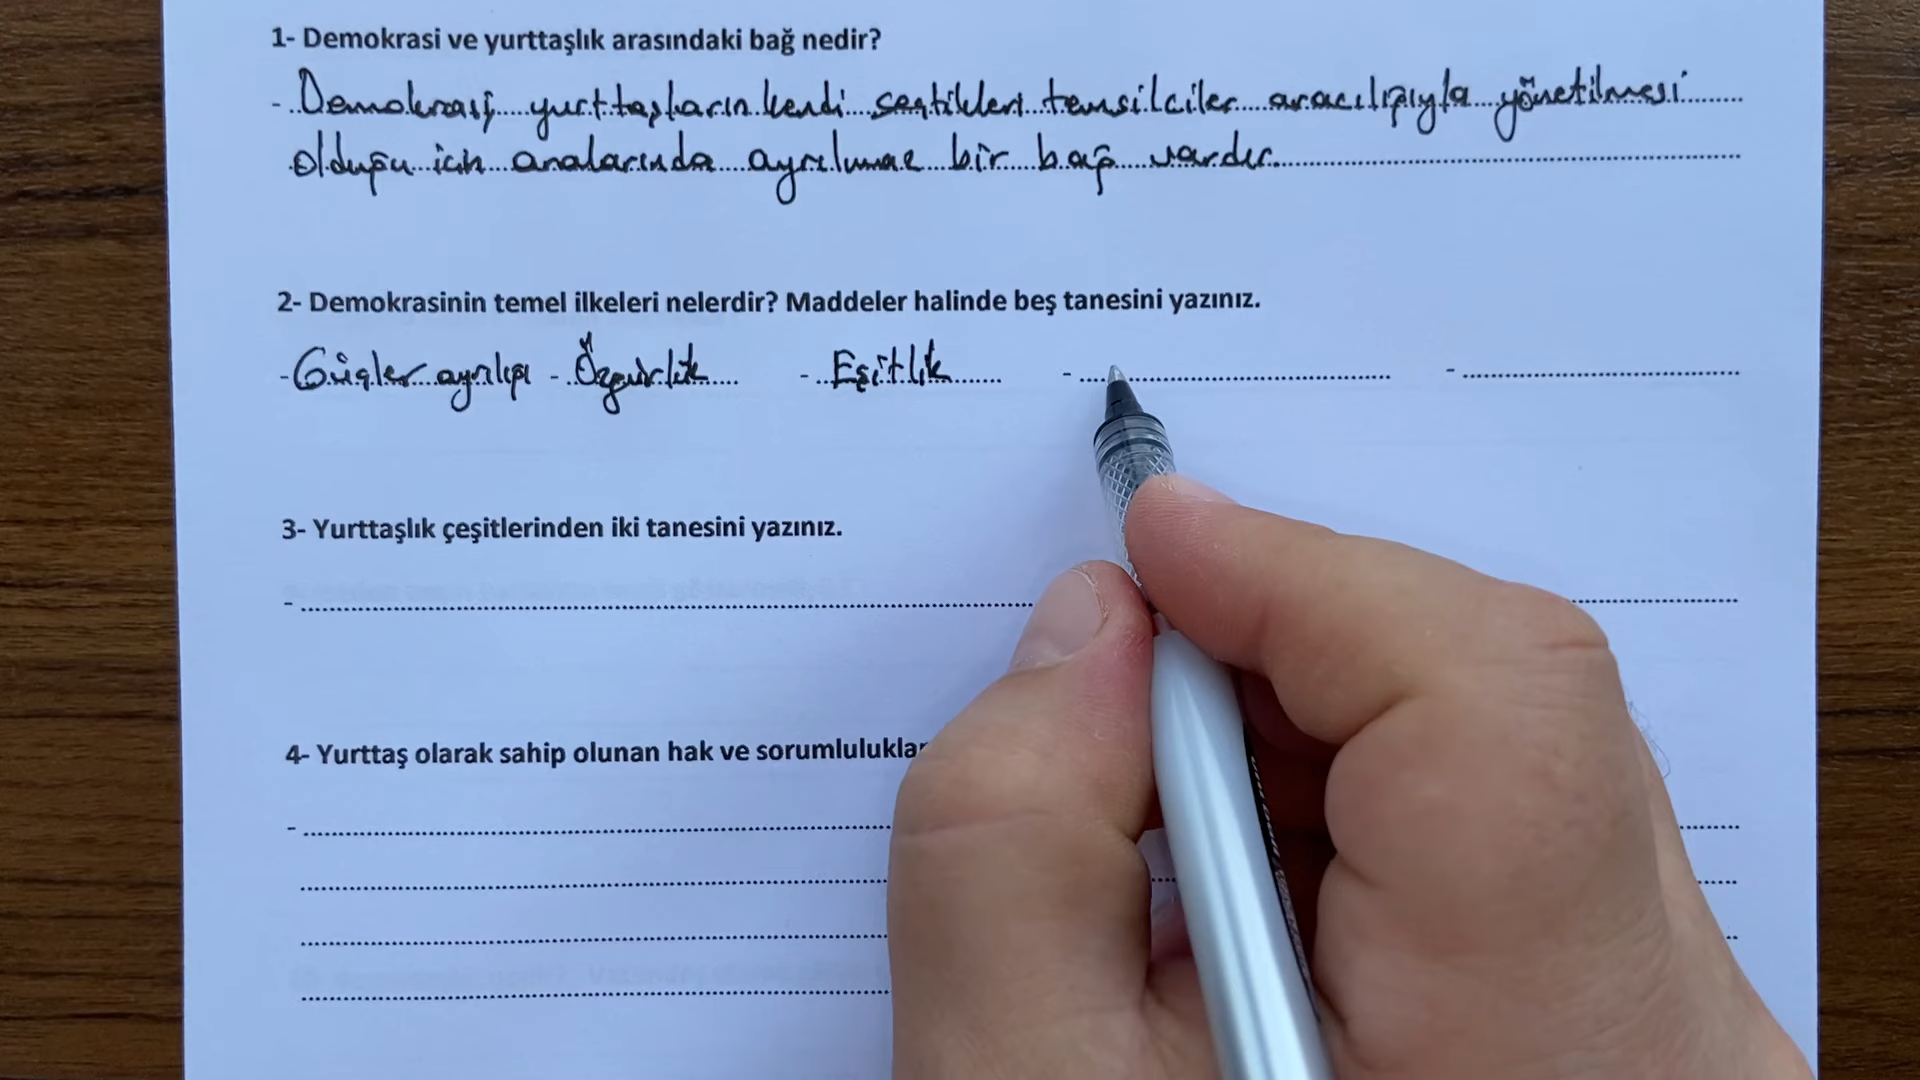 1- Demokrasi ve yurttaşlık arasındaki bağ nedir?
- Demokrasi, yurttaşların kendi seçtikleri temsilciler aracılığıyla yönetilmesi
olduğu için aralarında ayrılmaz bir bağ vardır.
2- Demokrasinin temel ilkeleri nelerdir? Maddeler halinde beş tanesini yazınız.
- Güçler ayrılığı - Özgürlük - Eşitlik - -
3- Yurttaşlık çeşitlerinden iki tanesini yazınız.
-
4- Yurttaş olarak sahip olunan hak ve sorumluluklar
-